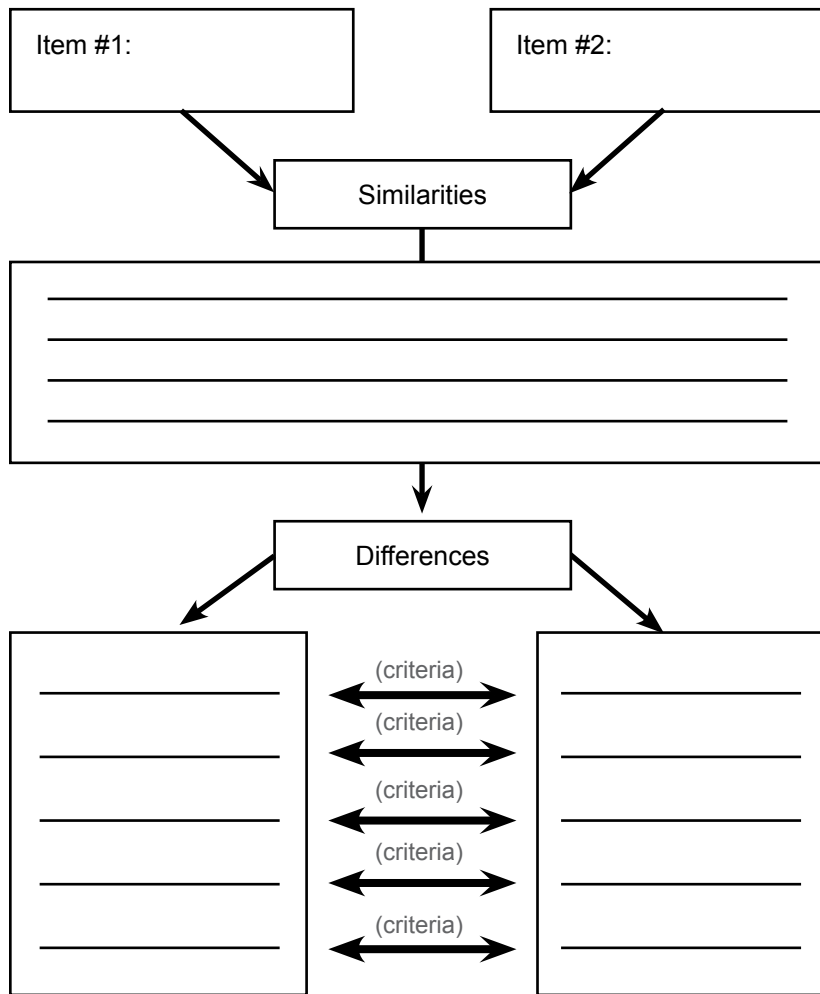 Item #1:
Item #2:
Similarities
Differences
(criteria)
(criteria)
(criteria)
(criteria)
(criteria)